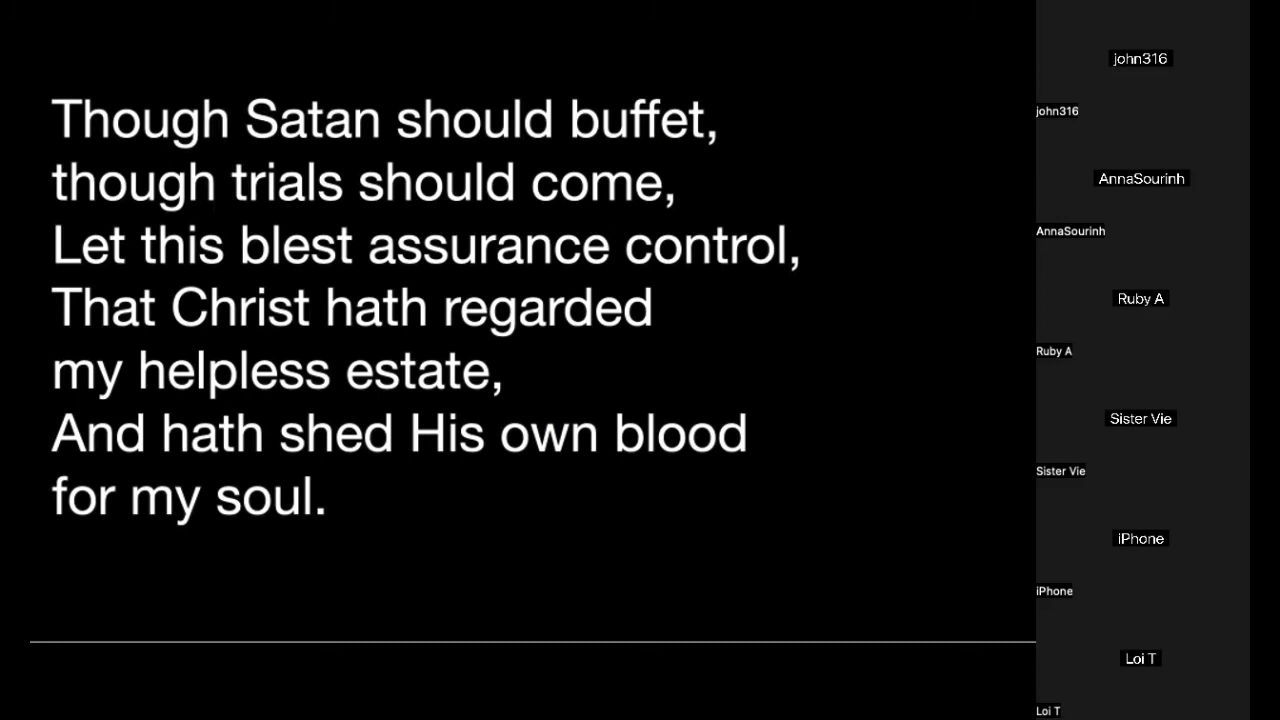 Though Satan should buffet,
though trials should come,
Let this blest assurance control,
That Christ hath regarded
my helpless estate,
And hath shed His own blood
for my soul.
john316
john316
AnnaSourinh
AnnaSourinh
Ruby A
Ruby A
Sister Vie
Sister Vie
iPhone
iPhone
Loi T
Loi T